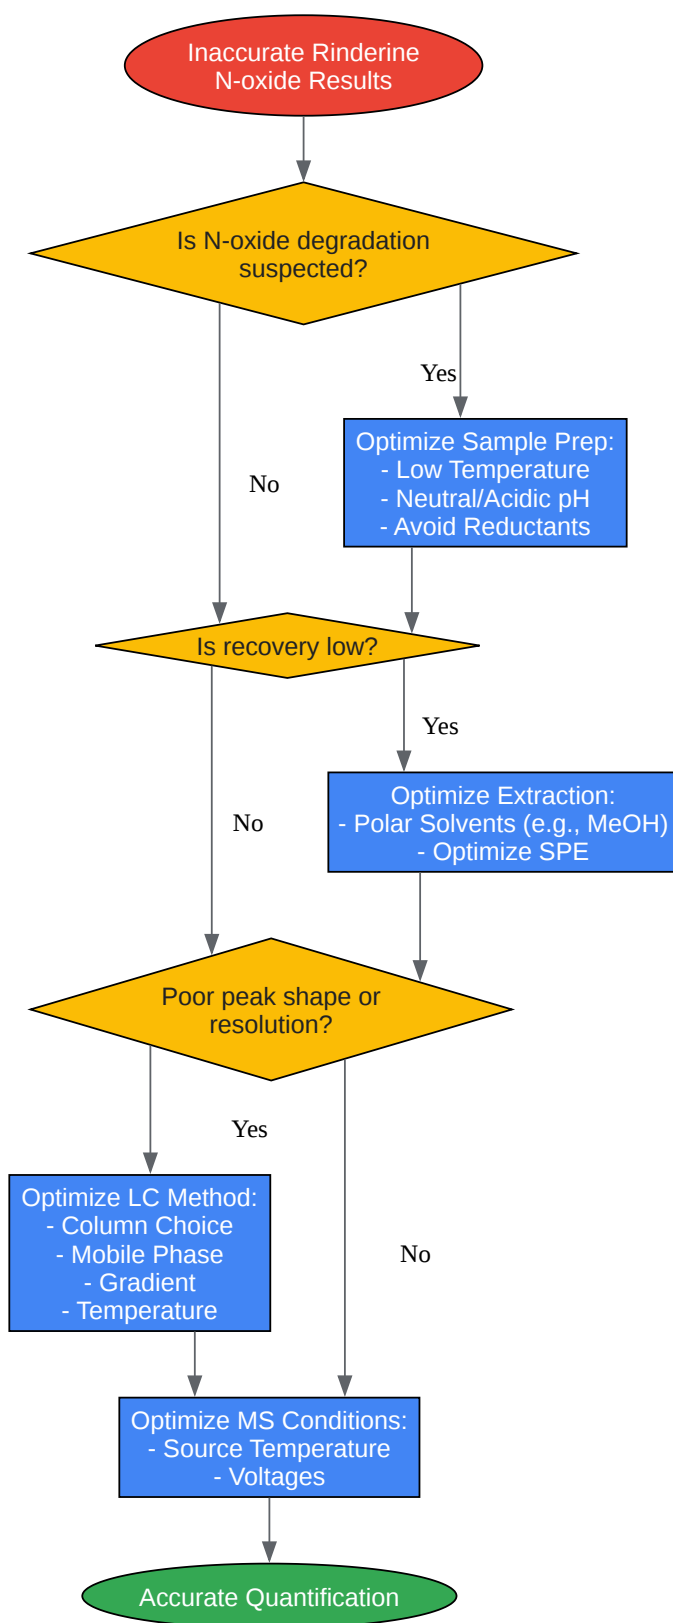 Inaccurate Rinderine
N-oxide Results
Is N-oxide degradation
suspected?
Yes
No
Optimize Sample Prep:
- Low Temperature
- Neutral/Acidic pH
- Avoid Reductants
Is recovery low?
Yes
No
Optimize Extraction:
- Polar Solvents (e.g., MeOH)
- Optimize SPE
Poor peak shape or
resolution?
Yes
No
Optimize LC Method:
- Column Choice
- Mobile Phase
- Gradient
- Temperature
Optimize MS Conditions:
- Source Temperature
- Voltages
Accurate Quantification